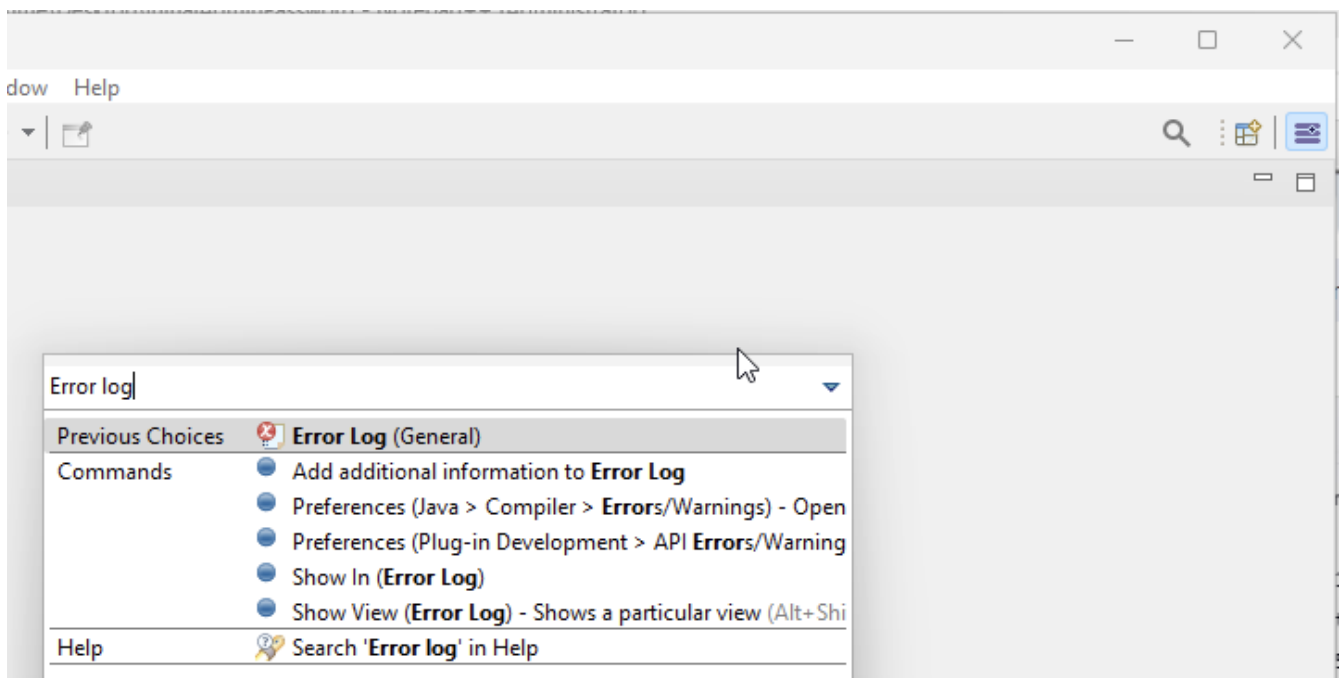 dow Help
Error log
Previous Choices Error Log (General)
Commands Add additional information to Error Log
Preferences (Java > Compiler > Errors/Warnings) - Open
Preferences (Plug-in Development > API Errors/Warning
Show In (Error Log)
Show View (Error Log) - Shows a particular view (Alt+Shi
Help Search 'Error log' in Help